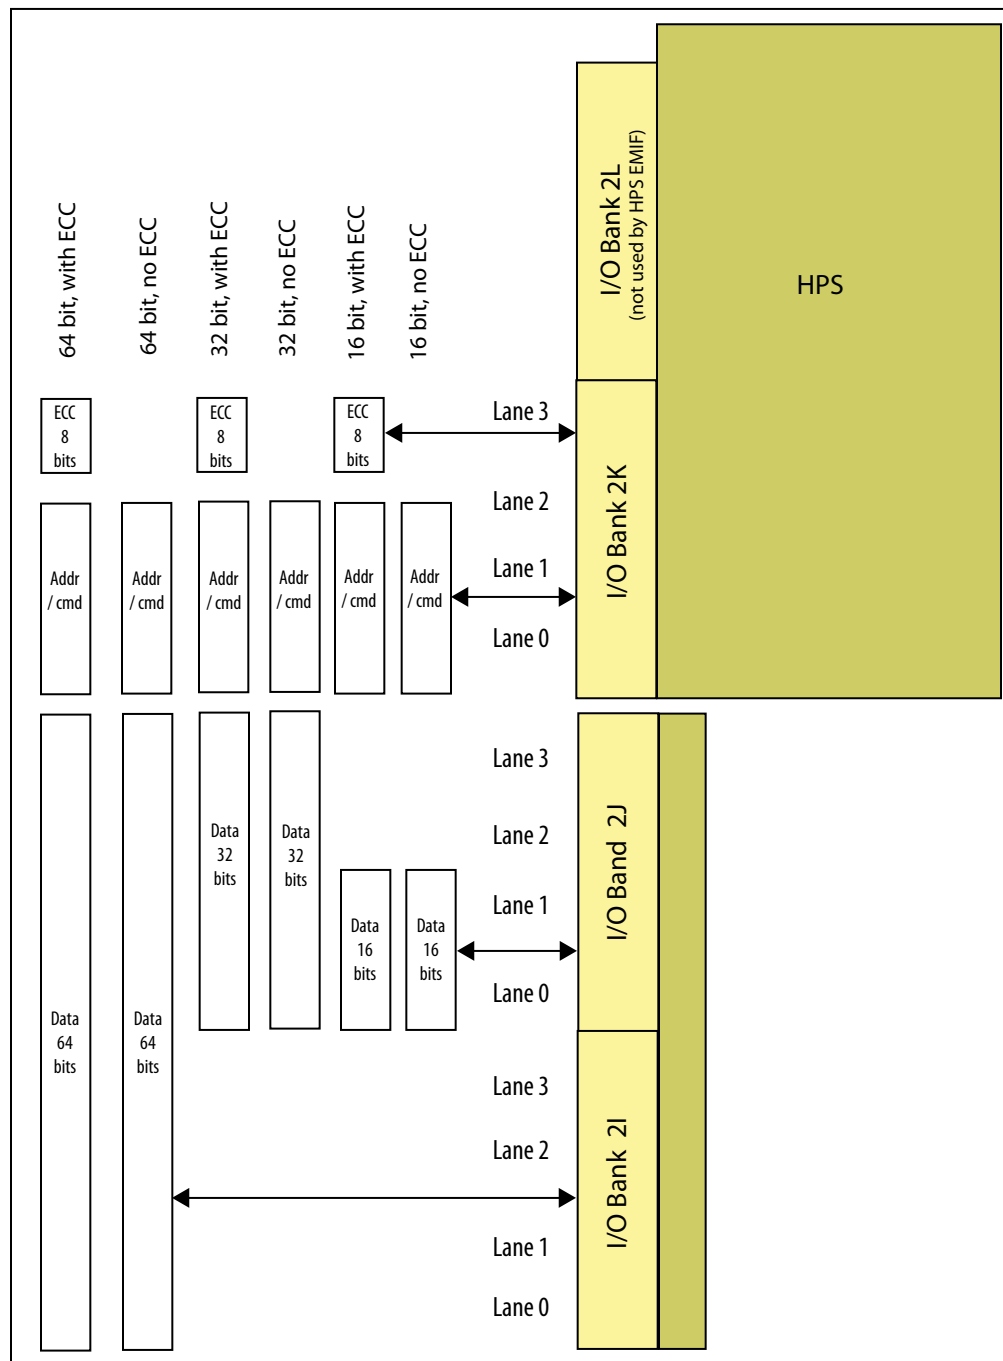 64 bit, with ECC
64 bit, no ECC
32 bit, with ECC
32 bit, no ECC
16 bit, with ECC
16 bit, no ECC
I/O Bank 2L
(not used by HPS EMIF)
HPS
ECC
8
bits
ECC
8
bits
ECC
8
bits
Lane 3
Lane 2
Lane 1
Lane 0
I/O Bank 2K
Addr
/ cmd
Addr
/ cmd
Addr
/ cmd
Addr
/ cmd
Addr
/ cmd
Addr
/ cmd
Lane 3
Lane 2
Lane 1
Lane 0
I/O Band 2J
Data
32
bits
Data
32
bits
Data
16
bits
Data
16
bits
Data
64
bits
Data
64
bits
Lane 3
Lane 2
Lane 1
Lane 0
I/O Bank 2I